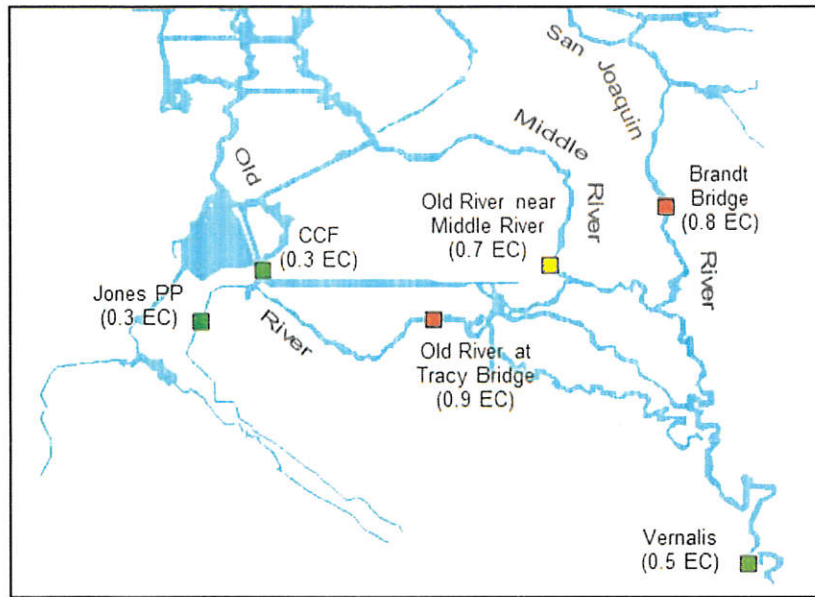 San Joaquin
River
Middle
River
Old
River
Brandt
Bridge
(0.8 EC)
Old River near
Middle River
(0.7 EC)
CCF
(0.3 EC)
Jones PP
(0.3 EC)
Old River at
Tracy Bridge
(0.9 EC)
Vernalis
(0.5 EC)